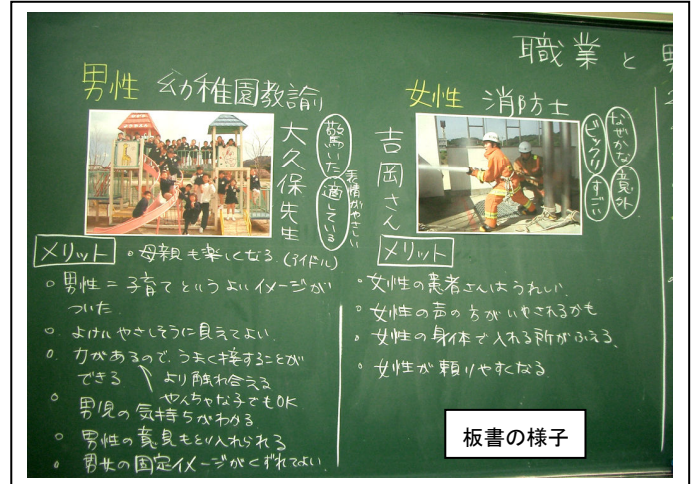 職業と男
男性 幼稚園教諭
大久保先生
驚いた
適している
表情がやさしい
メリット
・母親も楽しくなる (アイドル)
○男性=子育てというよいイメージが
ついた.
○よけいやさしそうに見えてよい
○力があるので、うまく接することが
できる より触れ合える
やんちゃな子でもOK
○男児の気持ちがわかる
○男性の意見もとり入れられる
○男女の固定イメージがくずれてよい.
女性 消防士
吉岡さん
なぜかな
意外
ビックリ
すごい
メリット
○女性の患者さんはうれしい.
○女性の声の方がいやされるかも
・女性の身体で入れる所がふえる.
○女性が頼りやすくなる
板書の様子